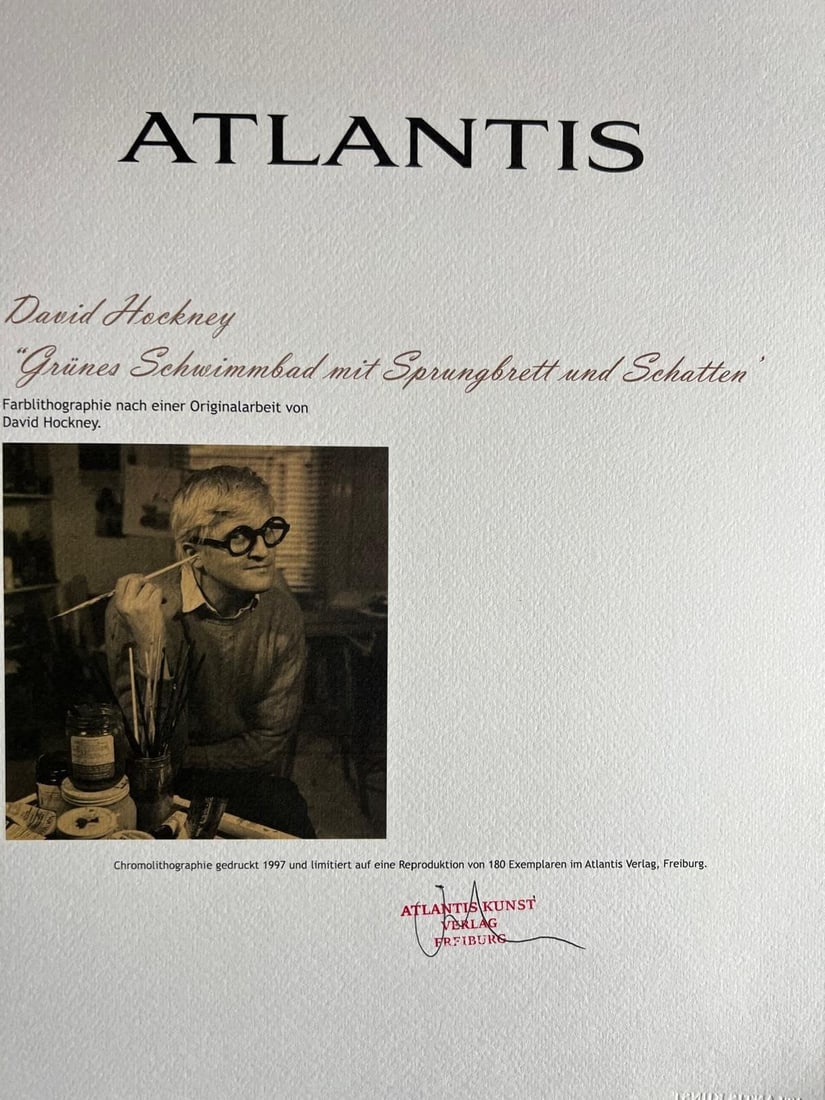 ATLANTIS
David Hockney
“Grünes Schwimmbad mit Sprungbrett und Schatten'
Farblithographie nach einer Originalarbeit von
David Hockney.
Chromolithographie gedruckt 1997 und limitiert auf eine Reproduktion von 180 Exemplaren im Atlantis Verlag, Freiburg.
ATLANTIS KUNST
VERLAG
FREIBURG